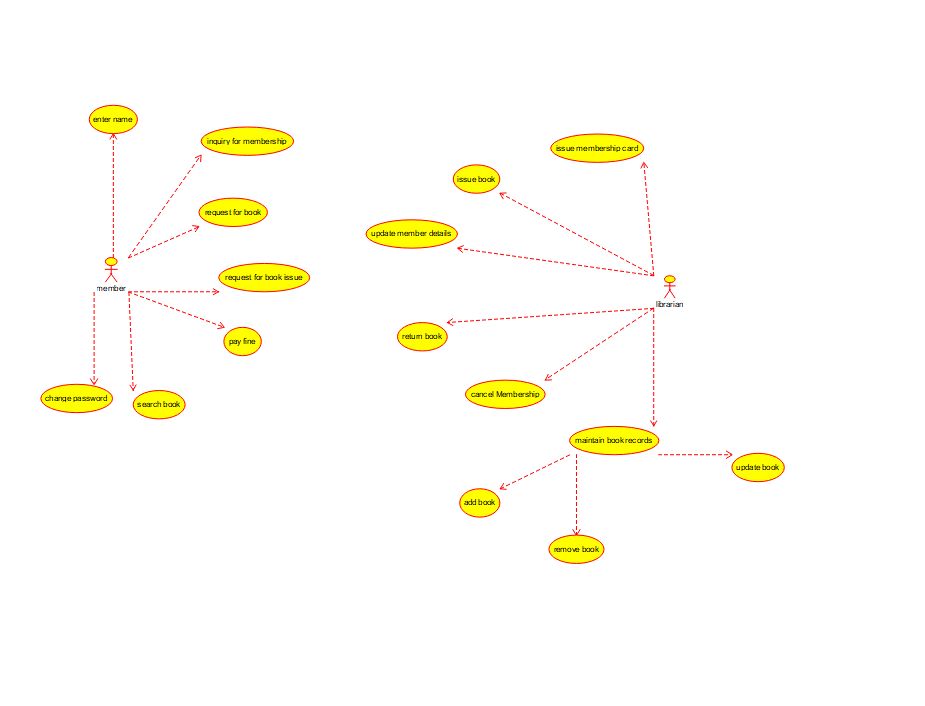 enter name
inquiry for membership
request for book
member
request for book issue
pay fine
change password
search book
issue membership card
issue book
update member details
librarian
return book
cancel Membership
maintain book records
update book
add book
remove book